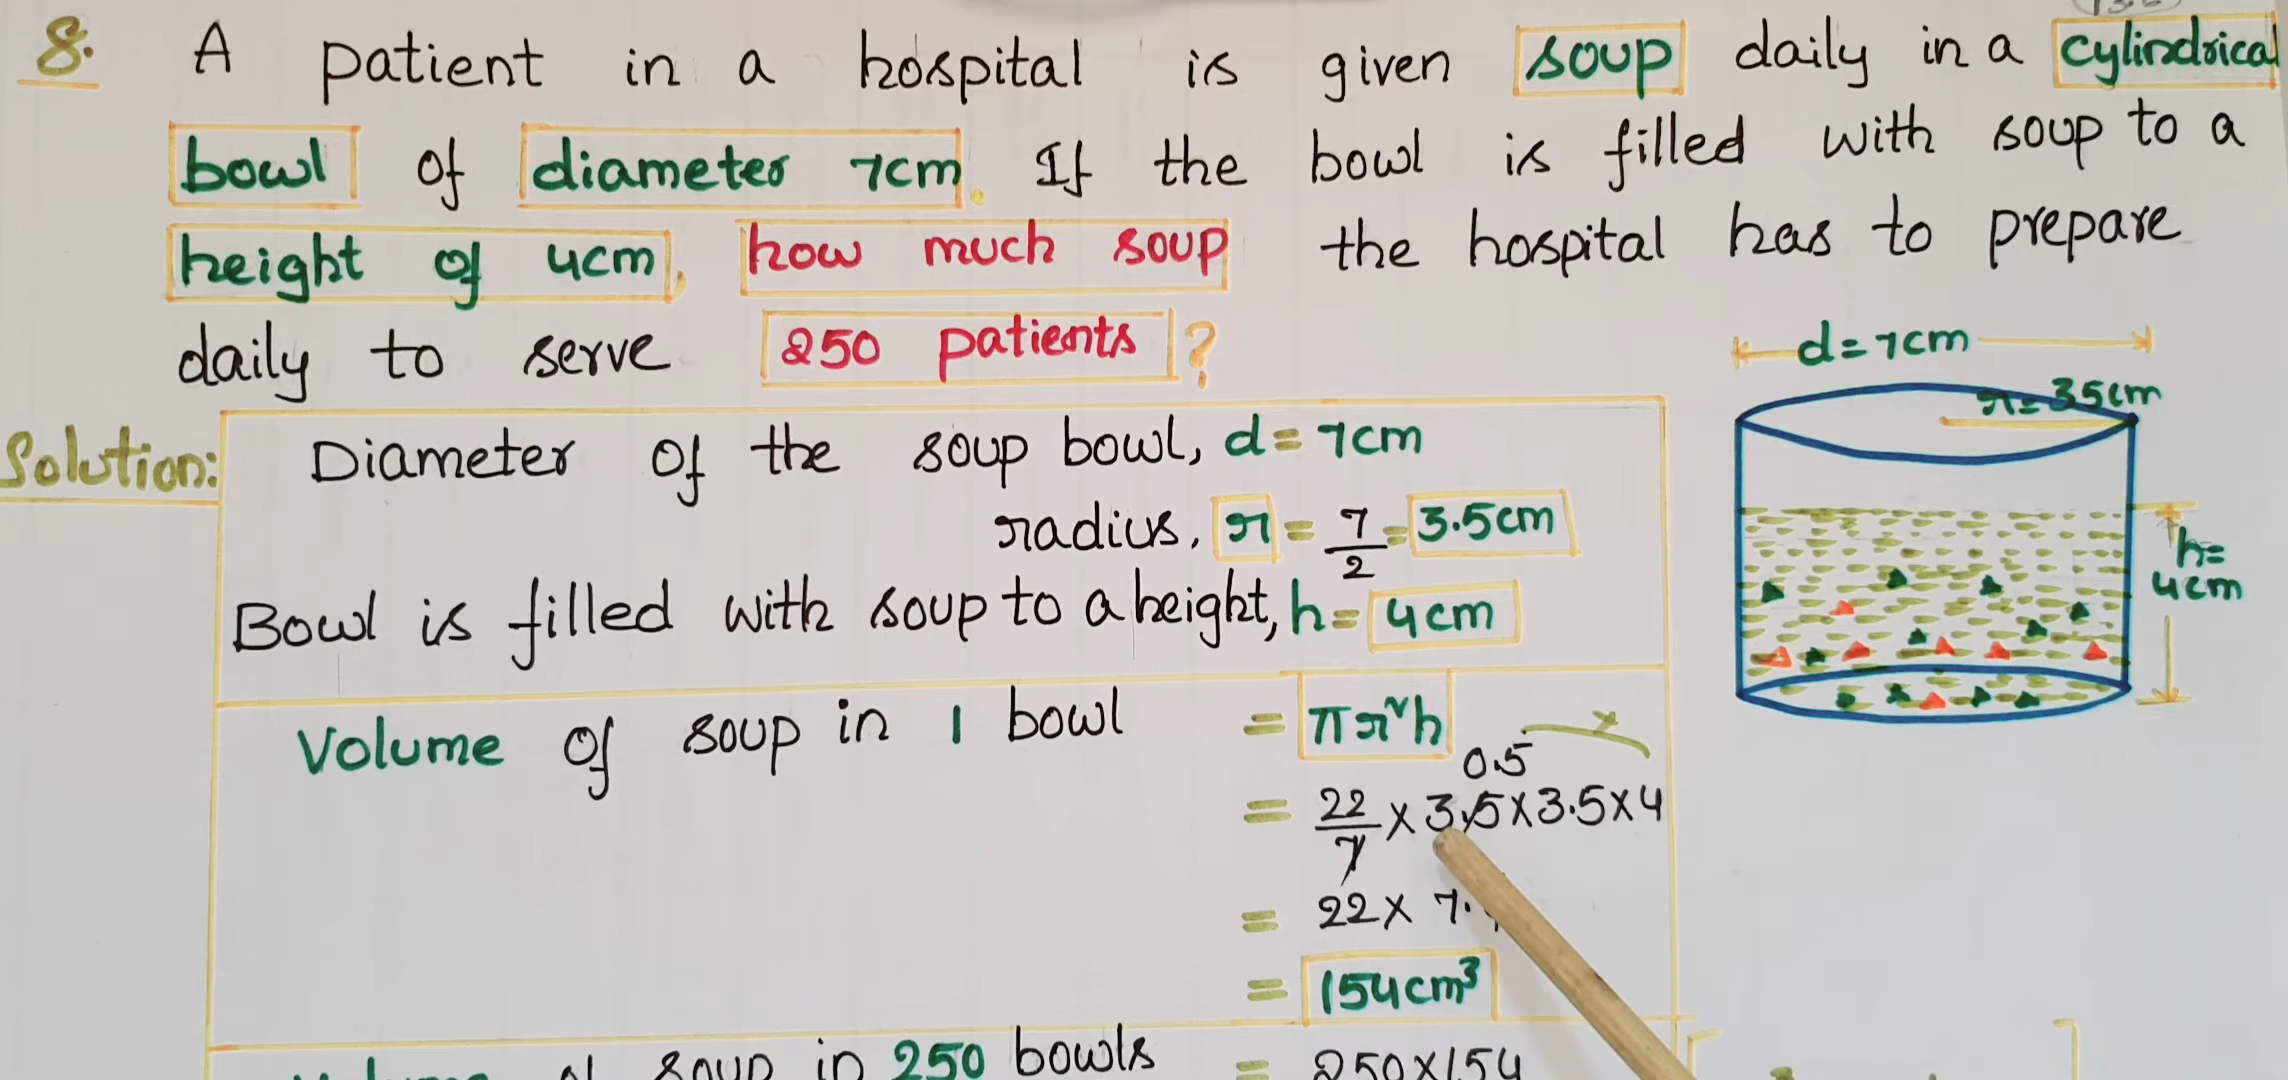 8. A patient in a hospital is given soup daily in a cylindrical
bowl of diameter 7cm. If the bowl is filled with soup to a
height of 4cm, how much soup the hospital has to prepare
daily to serve 250 patients?
d=7cm
r=3.5cm
h=
4cm
Solution: Diameter of the soup bowl, d=7cm
radius, r = 7/2 = 3.5cm
Bowl is filled with soup to a height, h= 4cm
Volume of soup in 1 bowl = πr²h
0.5
= 22/7 × 3.5×3.5×4
= 22× 7.
= 154cm³
soup in 250 bowls = 250×154